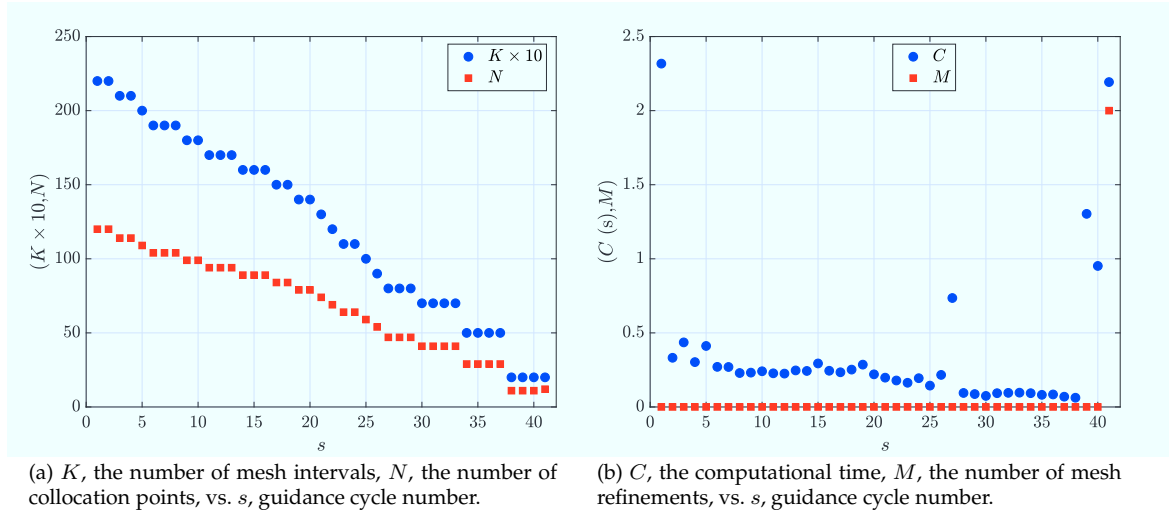 250
200
150
100
50
0
0 5 10 15 20 25 30 35 40
(K × 10,N)
s
K × 10
N
2.5
2
1.5
1
0.5
0
0 5 10 15 20 25 30 35 40
(C (s),M)
s
C
M
(a) K, the number of mesh intervals, N, the number of
collocation points, vs. s, guidance cycle number.
(b) C, the computational time, M, the number of mesh
refinements, vs. s, guidance cycle number.